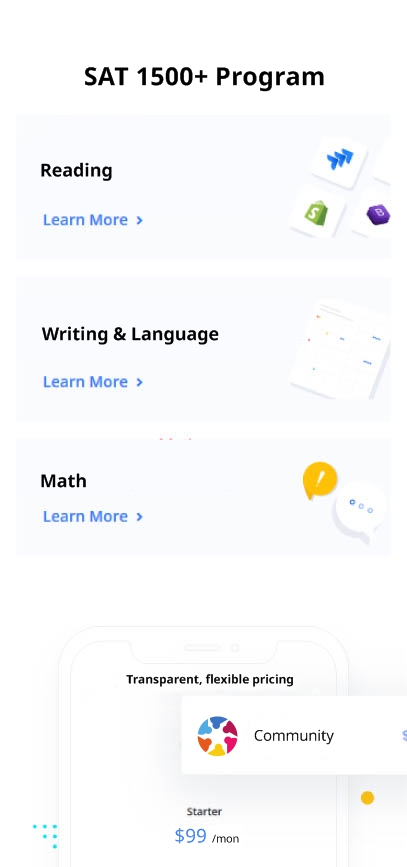 SAT 1500+ Program
Reading
Learn More
Writing & Language
Learn More
Math
Learn More
Transparent, flexible pricing
Community
$
Starter
$99 /mon